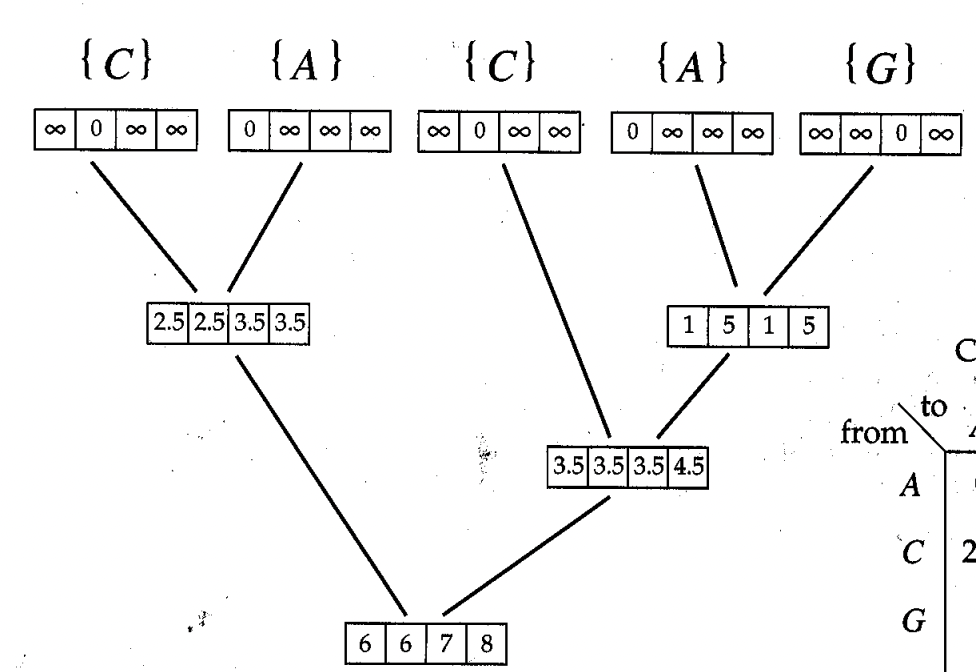 {C} {A} {C} {A} {G}
∞ 0 ∞ ∞ 0 ∞ ∞ ∞ ∞ 0 ∞ ∞ 0 ∞ ∞ ∞ ∞ ∞ 0 ∞
2.5 2.5 3.5 3.5 1 5 1 5
C
to
from
3.5 3.5 3.5 4.5
A
C 2
G
6 6 7 8